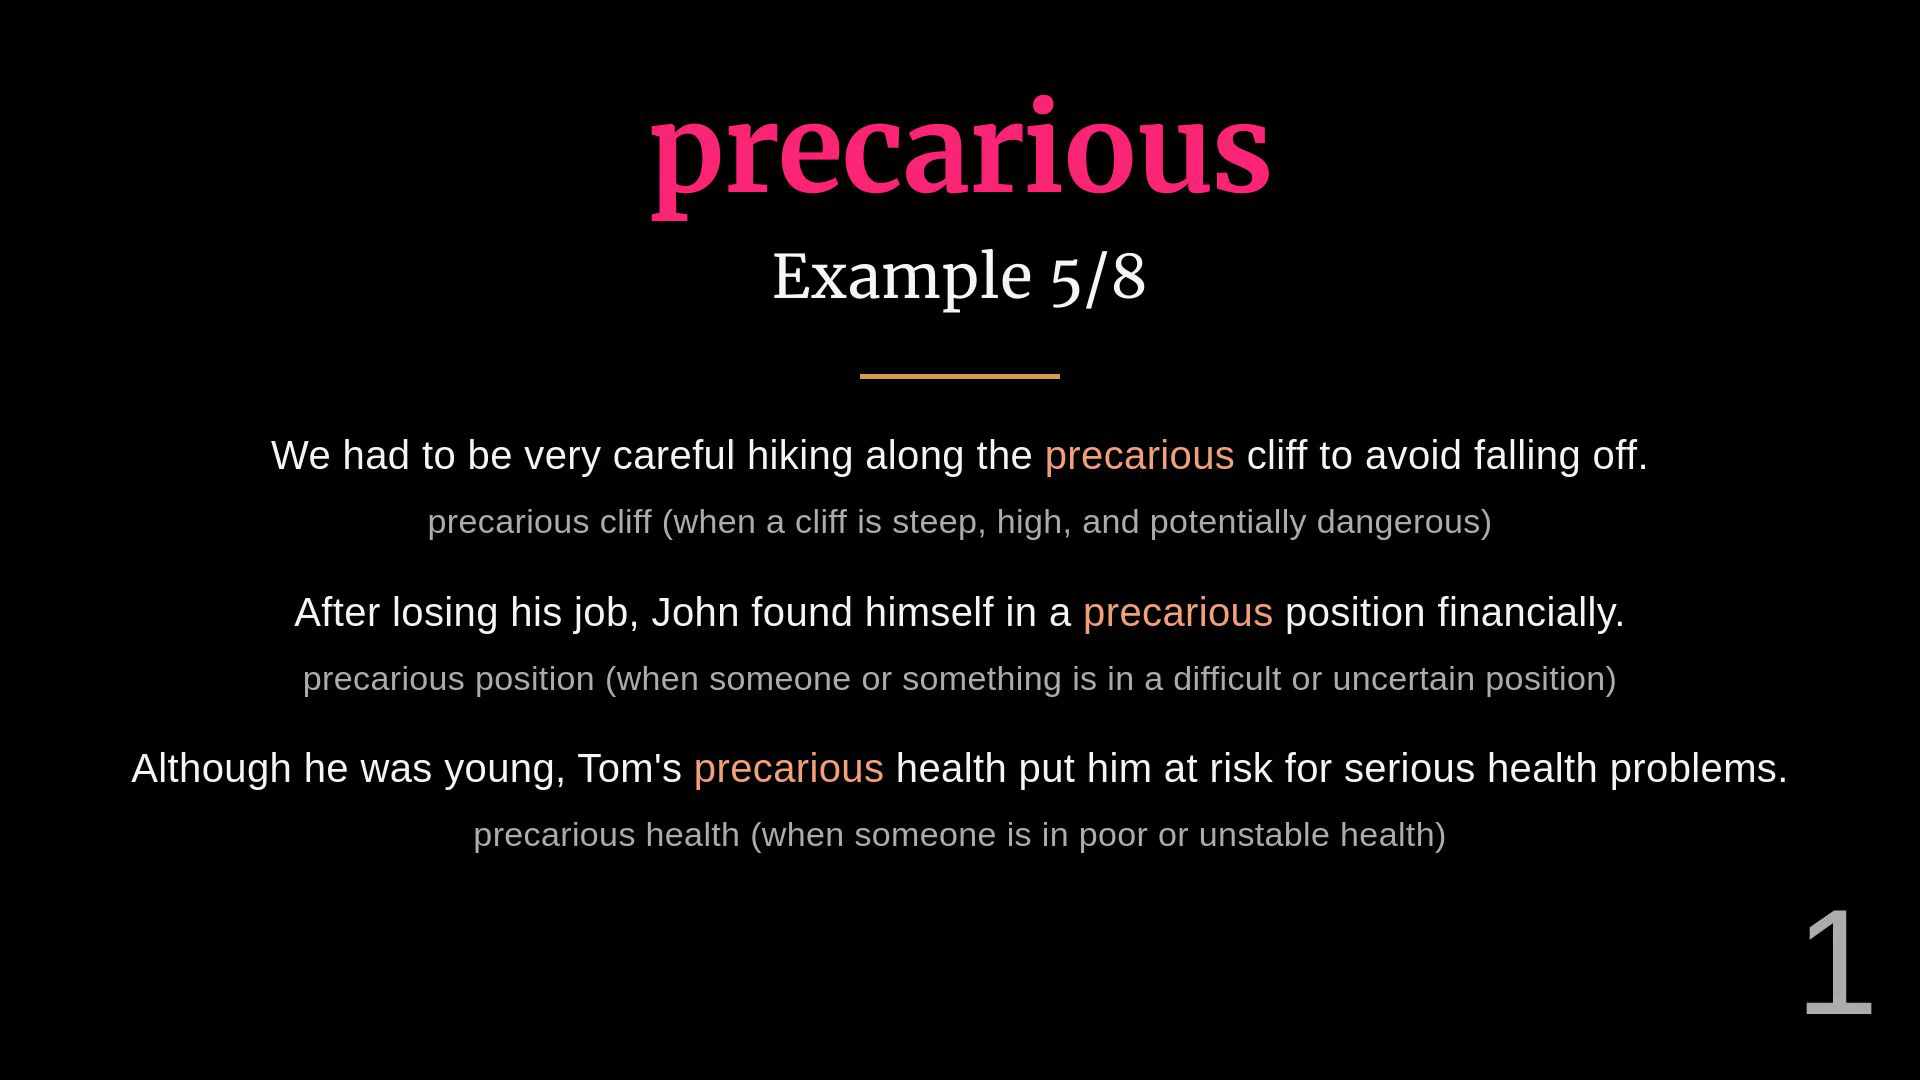 precarious
Example 5/8
We had to be very careful hiking along the precarious cliff to avoid falling off.
precarious cliff (when a cliff is steep, high, and potentially dangerous)
After losing his job, John found himself in a precarious position financially.
precarious position (when someone or something is in a difficult or uncertain position)
Although he was young, Tom's precarious health put him at risk for serious health problems.
precarious health (when someone is in poor or unstable health)
1